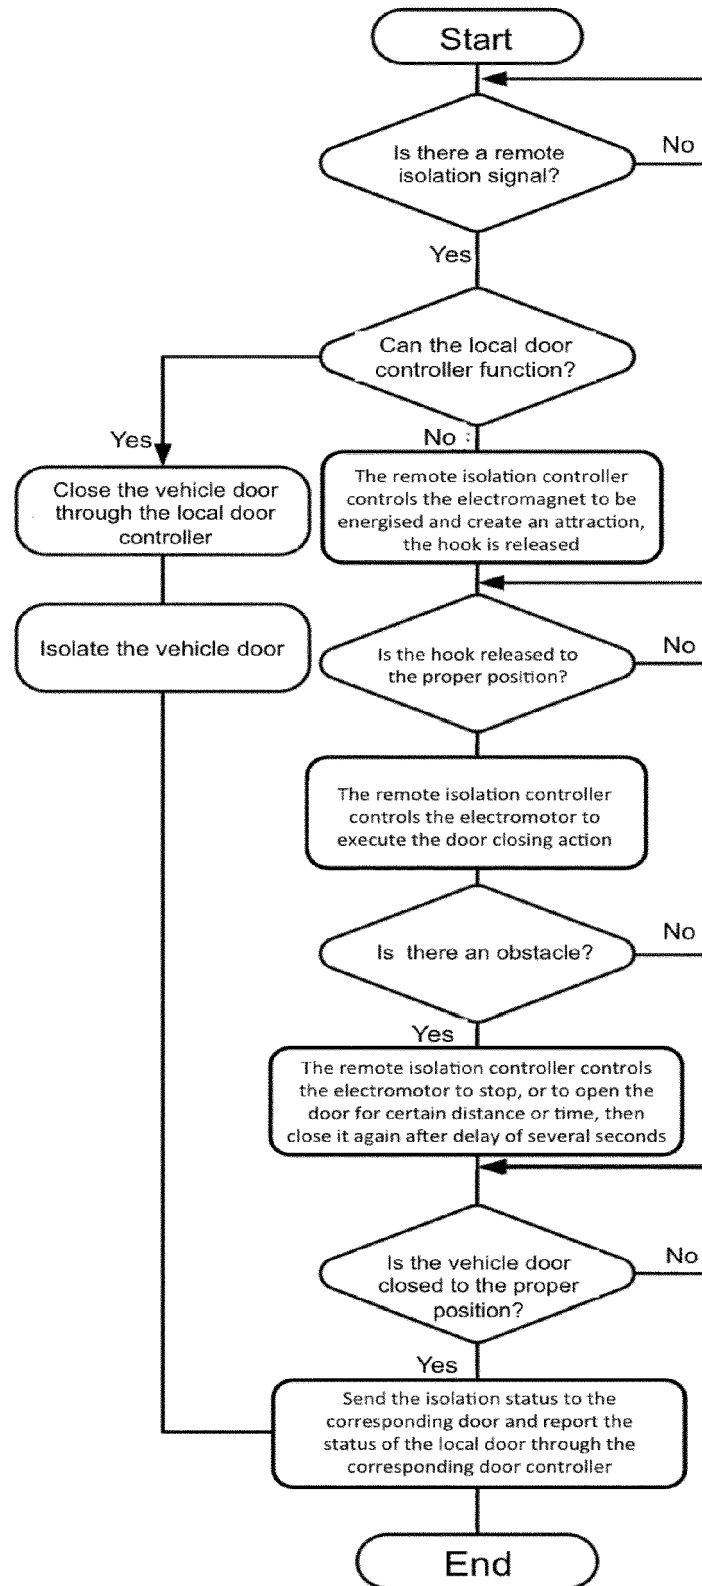 Start
No
Is there a remote
isolation signal?
Yes
Can the local door
controller function?
Yes
No :
Close the vehicle door
through the local door
controller
The remote isolation controller
controls the electromagnet to be
energised and create an attraction,
the hook is released
Isolate the vehicle door
No
Is the hook released to
the proper position?
The remote isolation controller
controls the electromotor to
execute the door closing action
No
Is there an obstacle?
Yes
The remote isolation controller controls
the electromotor to stop, or to open the
door for certain distance or time, then
close it again after delay of several seconds
No
Is the vehicle door
closed to the proper
position?
Yes
Send the isolation status to the
corresponding door and report the
status of the local door through the
corresponding door controller
End